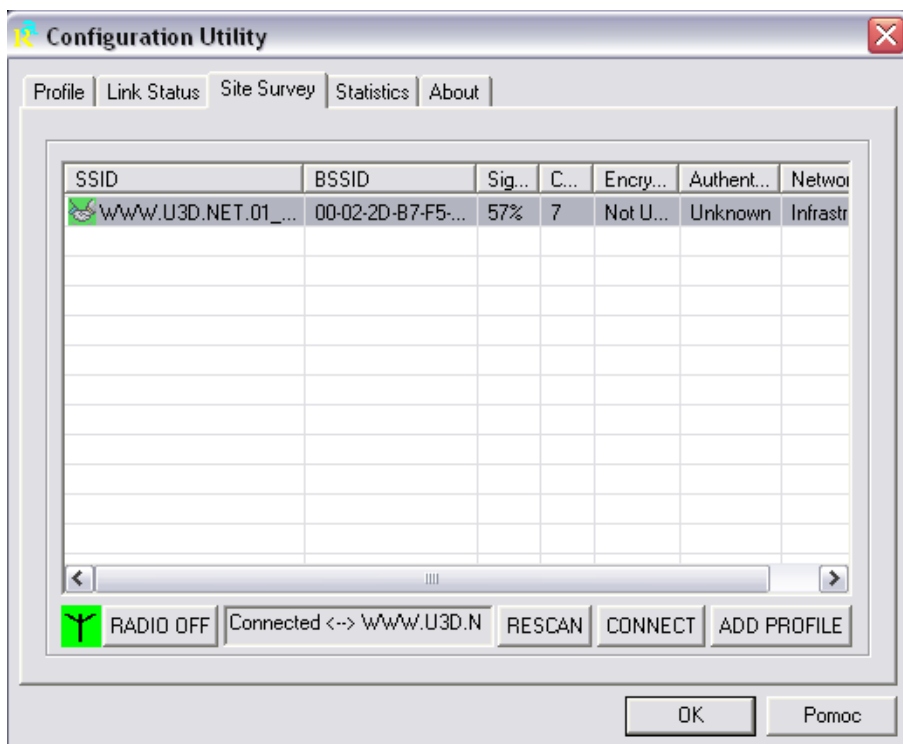 Configuration Utility
Profile Link Status Site Survey Statistics About
SSID BSSID Sig... C... Encry... Authent... Networ
WWW.U3D.NET.01_... 00-02-2D-B7-F5-... 57% 7 Not U... Unknown Infrastr
RADIO OFF Connected <--> WWW.U3D.N RESCAN CONNECT ADD PROFILE
OK Pomoc